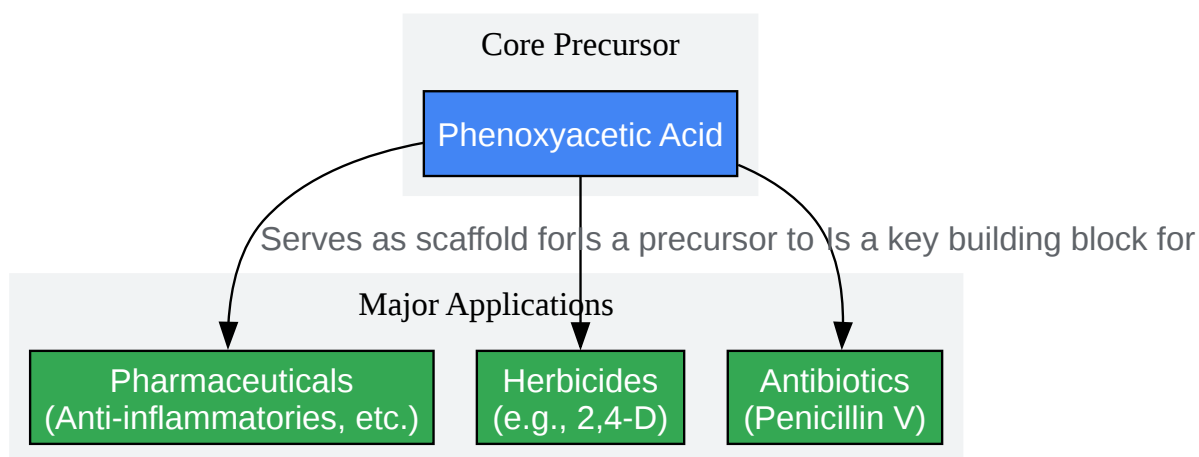 Core Precursor
Phenoxyacetic Acid
Serves as scaffold for
Is a precursor to
Is a key building block for
Major Applications
Pharmaceuticals
(Anti-inflammatories, etc.)
Herbicides
(e.g., 2,4-D)
Antibiotics
(Penicillin V)